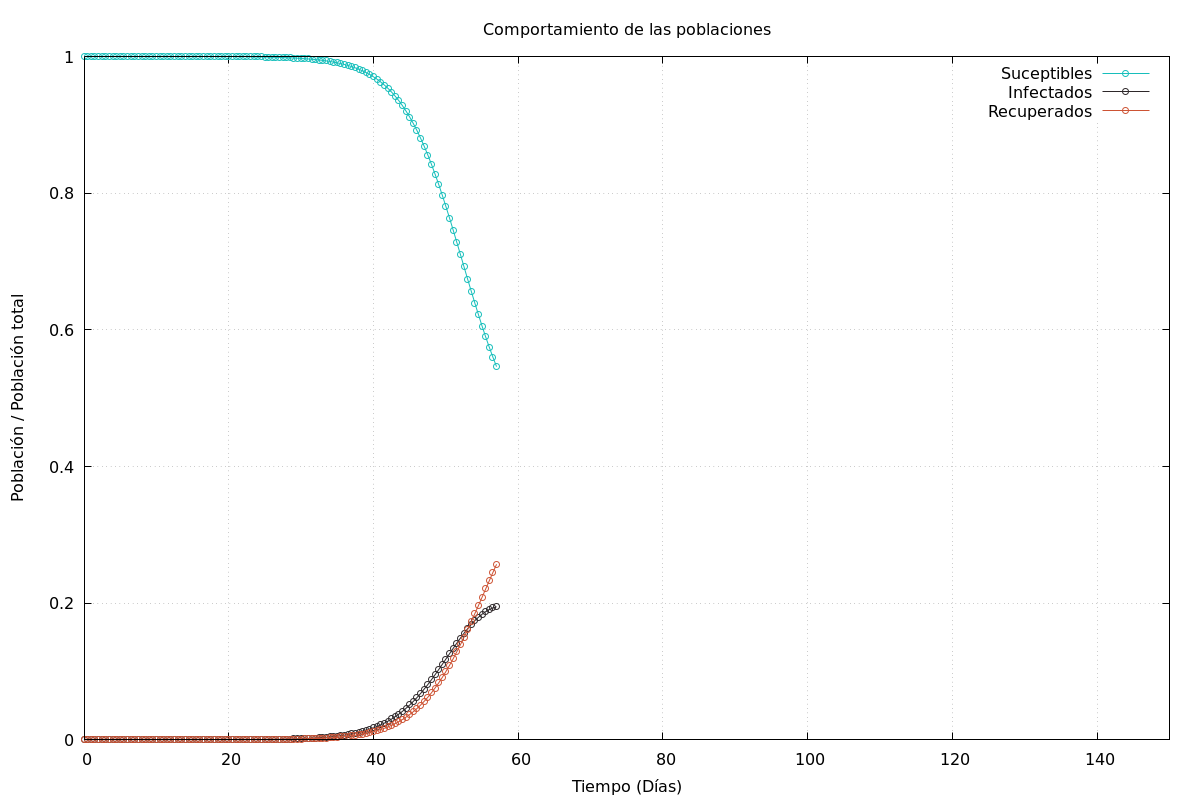 Comportamiento de las poblaciones
1
0.8
0.6
0.4
0.2
0
Población / Población total
Suceptibles
Infectados
Recuperados
0 20 40 60 80 100 120 140
Tiempo (Días)